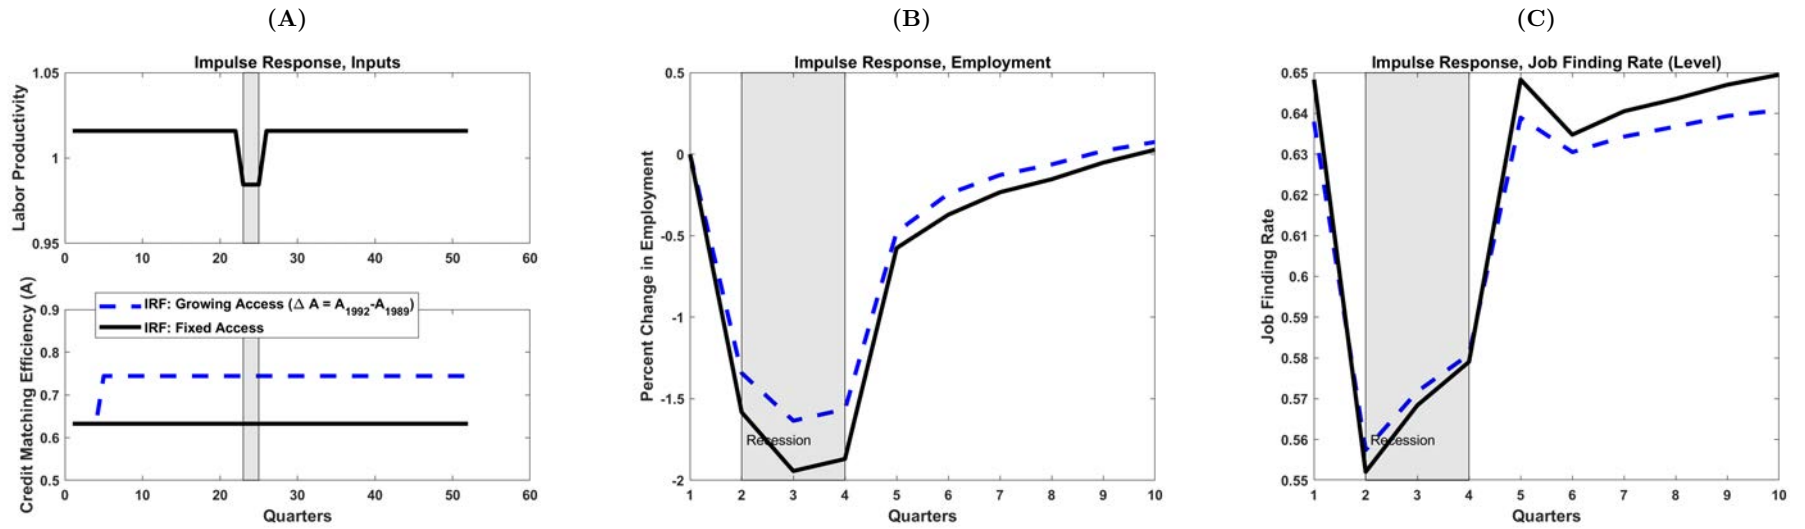 (A)
Impulse Response, Inputs
1.05
1
0.95
Labor Productivity
0 10 20 30 40 50 60
IRF: Growing Access (Δ A = A1992-A1989)
IRF: Fixed Access
0.9
0.8
0.7
0.6
0.5
Credit Matching Efficiency (A)
0 10 20 30 40 50 60
Quarters
(B)
Impulse Response, Employment
0.5
0
-0.5
-1
-1.5
-2
Percent Change in Employment
Recession
1 2 3 4 5 6 7 8 9 10
Quarters
(C)
Impulse Response, Job Finding Rate (Level)
0.65
0.64
0.63
0.62
0.61
0.6
0.59
0.58
0.57
0.56
0.55
Job Finding Rate
Recession
1 2 3 4 5 6 7 8 9 10
Quarters